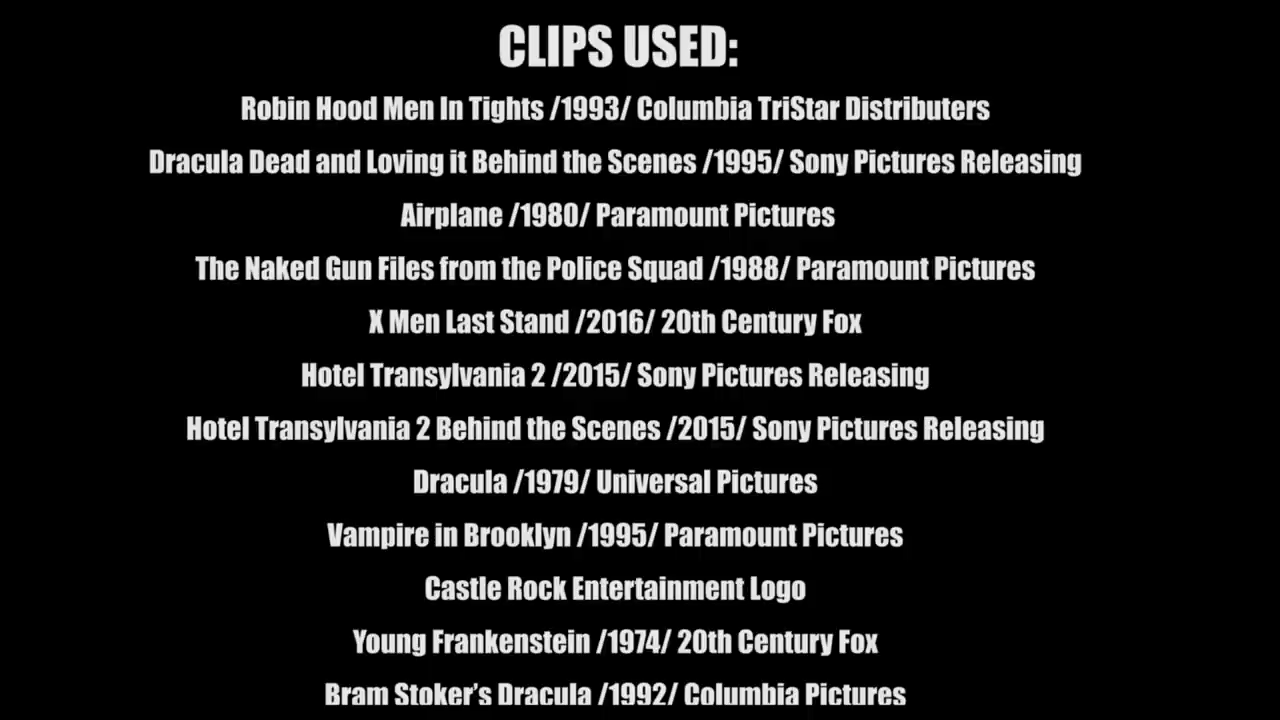 CLIPS USED:
Robin Hood Men In Tights /1993/ Columbia TriStar Distributers
Dracula Dead and Loving it Behind the Scenes /1995/ Sony Pictures Releasing
Airplane /1980/ Paramount Pictures
The Naked Gun Files from the Police Squad /1988/ Paramount Pictures
X Men Last Stand /2016/ 20th Century Fox
Hotel Transylvania 2 /2015/ Sony Pictures Releasing
Hotel Transylvania 2 Behind the Scenes /2015/ Sony Pictures Releasing
Dracula /1979/ Universal Pictures
Vampire in Brooklyn /1995/ Paramount Pictures
Castle Rock Entertainment Logo
Young Frankenstein /1974/ 20th Century Fox
Bram Stoker's Dracula /1992/ Columbia Pictures